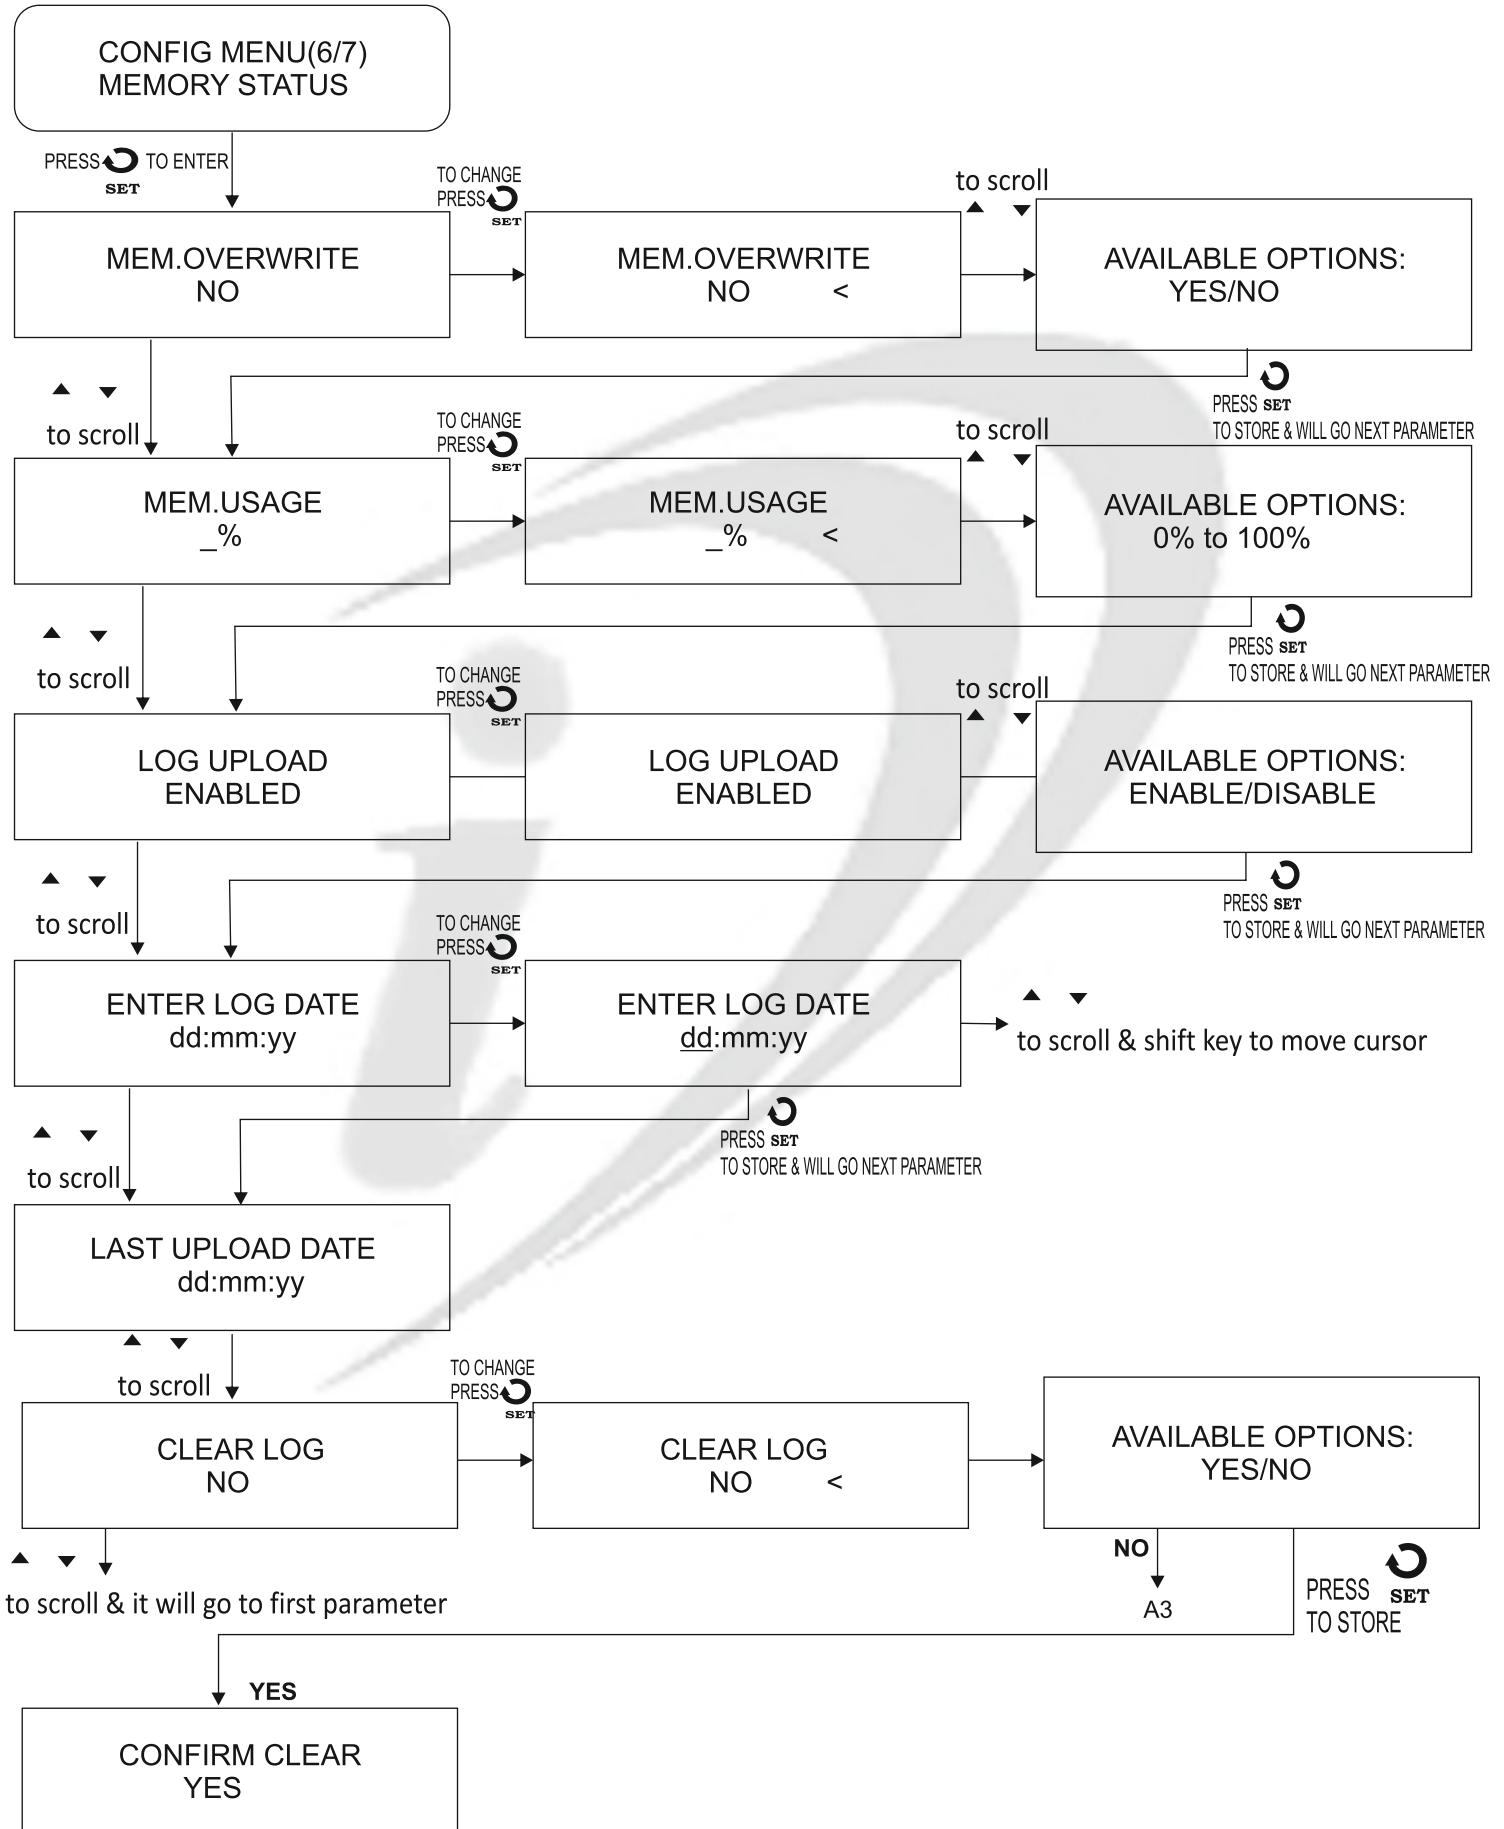 CONFIG MENU(6/7)
MEMORY STATUS
PRESS TO ENTER
SET
TO CHANGE
PRESS
SET
to scroll
MEM.OVERWRITE
NO
MEM.OVERWRITE
NO <
AVAILABLE OPTIONS:
YES/NO
to scroll
PRESS SET
TO STORE & WILL GO NEXT PARAMETER
TO CHANGE
PRESS
SET
to scroll
MEM.USAGE
_%
MEM.USAGE
_% <
AVAILABLE OPTIONS:
0% to 100%
to scroll
PRESS SET
TO STORE & WILL GO NEXT PARAMETER
TO CHANGE
PRESS
SET
to scroll
LOG UPLOAD
ENABLED
LOG UPLOAD
ENABLED
AVAILABLE OPTIONS:
ENABLE/DISABLE
to scroll
PRESS SET
TO STORE & WILL GO NEXT PARAMETER
TO CHANGE
PRESS
SET
ENTER LOG DATE
dd:mm:yy
ENTER LOG DATE
dd:mm:yy
to scroll & shift key to move cursor
to scroll
PRESS SET
TO STORE & WILL GO NEXT PARAMETER
LAST UPLOAD DATE
dd:mm:yy
to scroll
TO CHANGE
PRESS
SET
CLEAR LOG
NO
CLEAR LOG
NO <
AVAILABLE OPTIONS:
YES/NO
to scroll & it will go to first parameter
NO
A3
PRESS SET
TO STORE
YES
CONFIRM CLEAR
YES